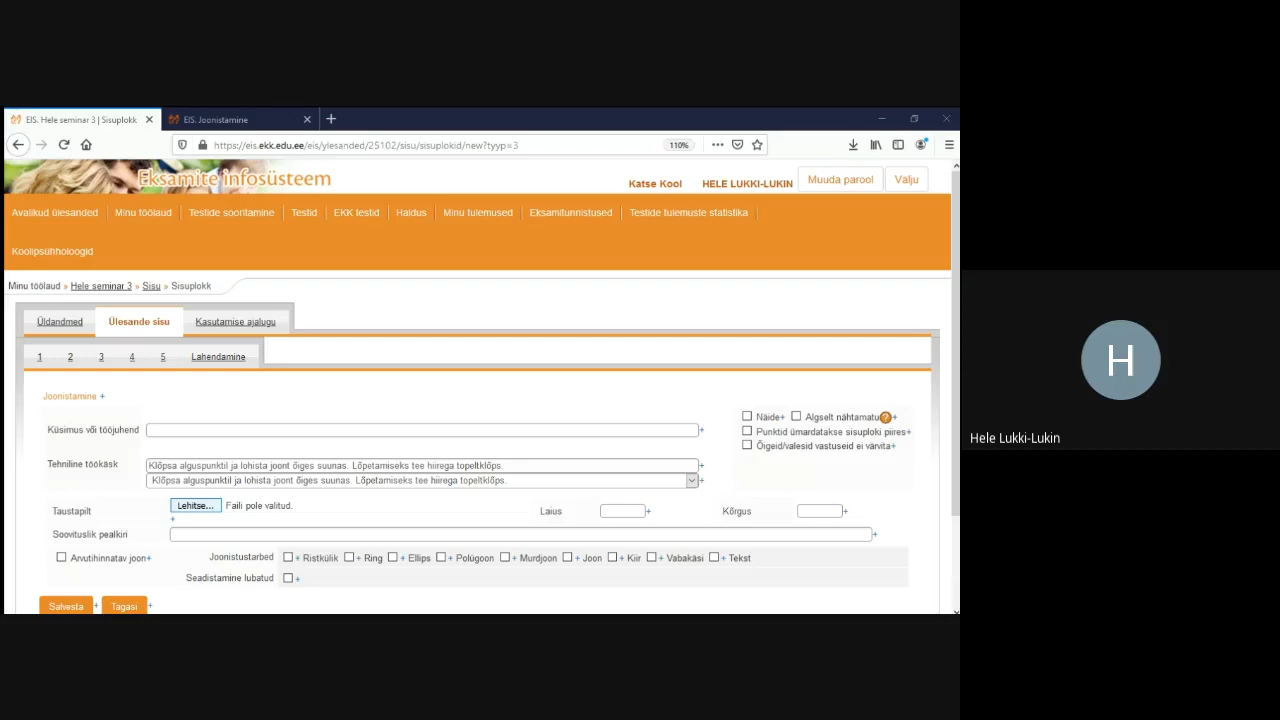 EIS. Hele seminar 3 | Sisuplokk
EIS. Joonistamine
https://eis.ekk.edu.ee/eis/ylesanded/25102/sisu/sisuplokid/new?typp=3
110%
Eksamite infosüsteem
Katse Kool HELE LUKKI-LUKIN Muuda parool Välju
Avalikud ülesanded Minu töölaud Testide sooritamine Testid EKK testid Haldus Minu tulemused Eksamitunnistused Testide tulemuste statistika
Koolipsühholoogid
Minu töölaud » Hele seminar 3 » Sisu » Sisuplokk
Üldandmed Ülesande sisu Kasutamise ajalugu
1 2 3 4 5 Lahendamine
Joonistamine +
Näide+ Algselt nähtamatu ? +
Küsimus või tööjuhend +
Punktid ümardatakse sisuploki piires+
Õigeid/valesid vastuseid ei värvita+
Tehniline töökäsk Klõpsa alguspunktil ja lohista joont õiges suunas. Lõpetamiseks tee hiirega topeltklõps. +
Klõpsa alguspunktil ja lohista joont õiges suunas. Lõpetamiseks tee hiirega topeltklõps. +
Taustapilt Lehitse... Faili pole valitud. Laius + Kõrgus +
+
Soovituslik pealkiri +
Arvutihinnatav joon+ Joonistustarbed + Ristkülik + Ring + Ellips + Polügoon + Murdjoon + Joon + Kiir + Vabakäsi + Tekst
Seadistamine lubatud +
Salvesta + Tagasi +
H
Hele Lukki-Lukin